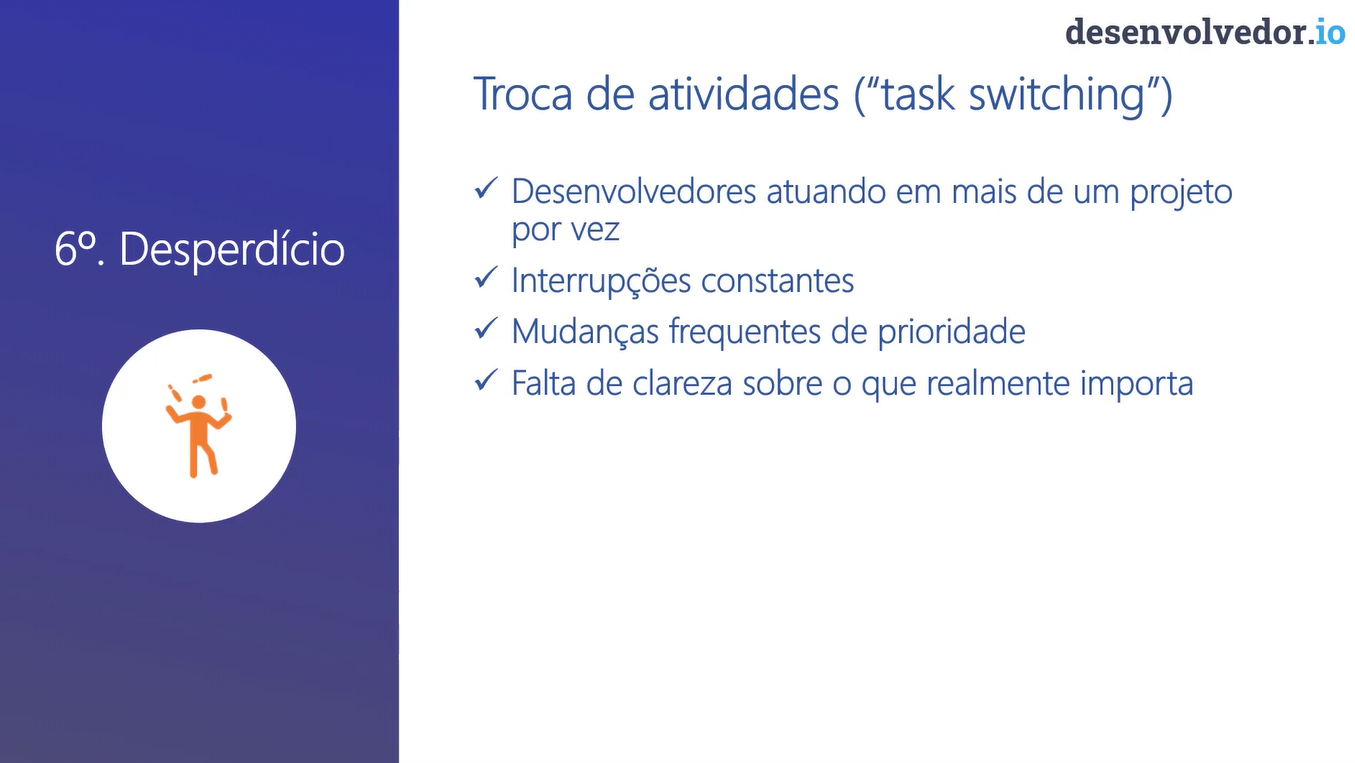 desenvolvedor.io
6º. Desperdício
Troca de atividades (“task switching”)
✓ Desenvolvedores atuando em mais de um projeto
por vez
✓ Interrupções constantes
✓ Mudanças frequentes de prioridade
✓ Falta de clareza sobre o que realmente importa